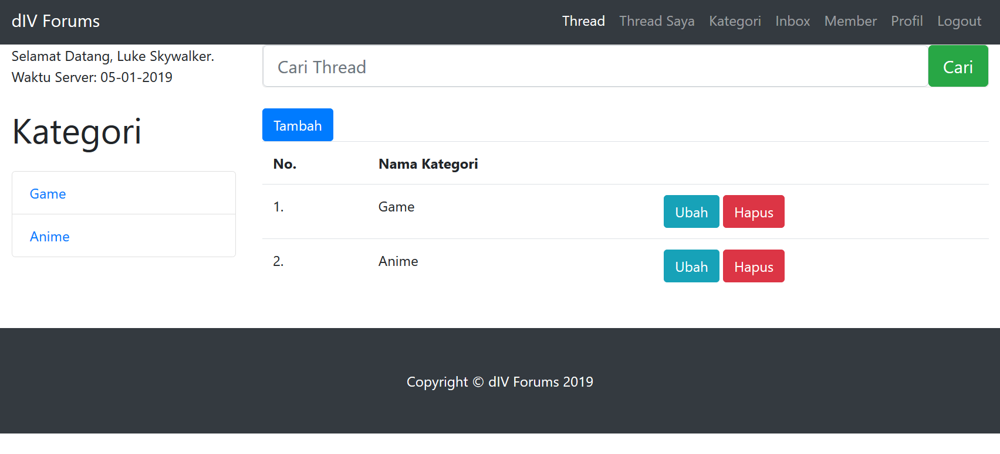 dIV Forums
Thread Thread Saya Kategori Inbox Member Profil Logout
Selamat Datang, Luke Skywalker.
Waktu Server: 05-01-2019
Kategori
Game
Anime
Cari Thread Cari
Tambah
No. Nama Kategori
1. Game Ubah Hapus
2. Anime Ubah Hapus
Copyright © dIV Forums 2019